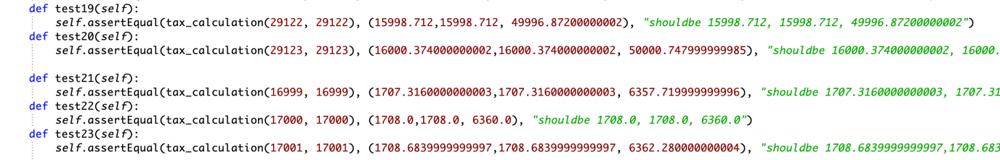 def test19(self):
self.assertEqual(tax_calculation(29122, 29122), (15998.712,15998.712, 49996.87200000002), "shouldbe 15998.712, 15998.712, 49996.87200000002")
def test20(self):
self.assertEqual(tax_calculation(29123, 29123), (16000.374000000002,16000.374000000002, 50000.747999999985), "shouldbe 16000.374000000002, 16000.
def test21(self):
self.assertEqual(tax_calculation(16999, 16999), (1707.3160000000003,1707.3160000000003, 6357.719999999996), "shouldbe 1707.3160000000003, 1707.31
def test22(self):
self.assertEqual(tax_calculation(17000, 17000), (1708.0,1708.0, 6360.0), "shouldbe 1708.0, 1708.0, 6360.0")
def test23(self):
self.assertEqual(tax_calculation(17001, 17001), (1708.6839999999997,1708.6839999999997, 6362.280000000004), "shouldbe 1708.6839999999997,1708.683